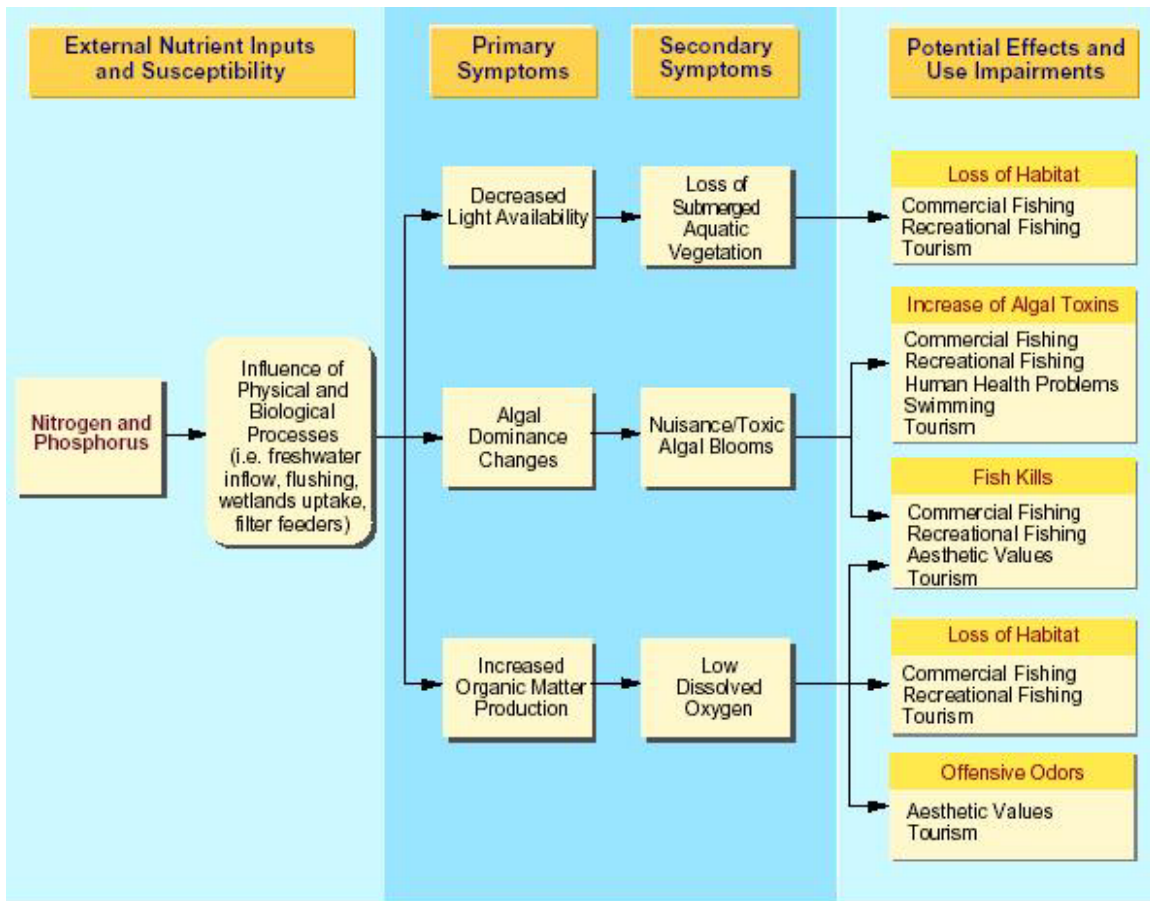 External Nutrient Inputs
and Susceptibility
Primary
Symptoms
Secondary
Symptoms
Potential Effects and
Use Impairments
Nitrogen and
Phosphorus
Influence of
Physical and
Biological
Processes
(i.e. freshwater
inflow, flushing,
wetlands uptake,
filter feeders)
Decreased
Light Availability
Loss of
Submerged
Aquatic
Vegetation
Loss of Habitat
Commercial Fishing
Recreational Fishing
Tourism
Algal
Dominance
Changes
Nuisance/Toxic
Algal Blooms
Increase of Algal Toxins
Commercial Fishing
Recreational Fishing
Human Health Problems
Swimming
Tourism
Fish Kills
Commercial Fishing
Recreational Fishing
Aesthetic Values
Tourism
Increased
Organic Matter
Production
Low
Dissolved
Oxygen
Loss of Habitat
Commercial Fishing
Recreational Fishing
Tourism
Offensive Odors
Aesthetic Values
Tourism